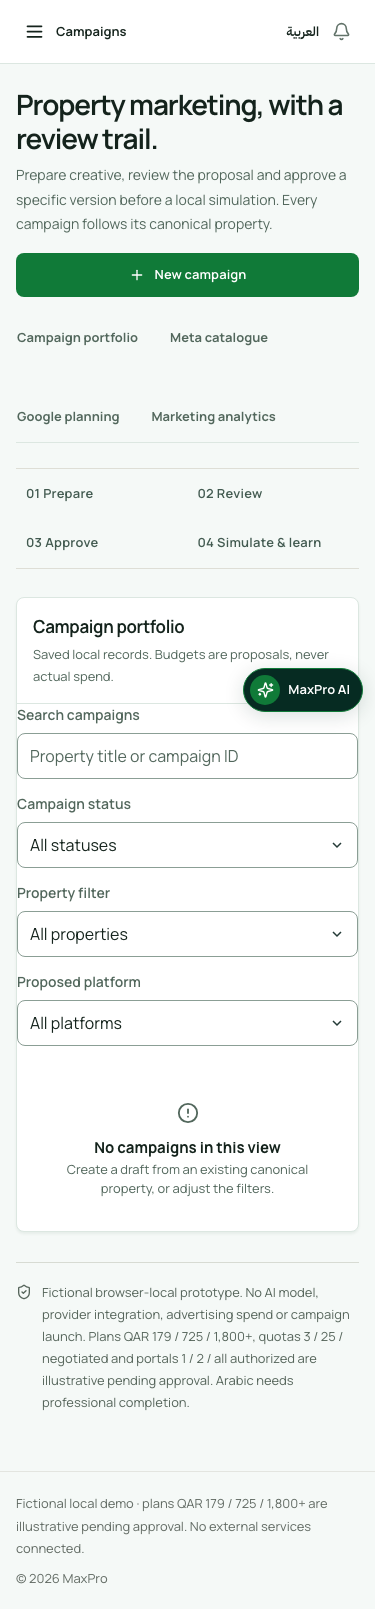 Campaigns
العربية
Property marketing, with a
review trail.
Prepare creative, review the proposal and approve a
specific version before a local simulation. Every
campaign follows its canonical property.
New campaign
Campaign portfolio
Meta catalogue
Google planning
Marketing analytics
01 Prepare
02 Review
03 Approve
04 Simulate & learn
Campaign portfolio
Saved local records. Budgets are proposals, never
actual spend.
MaxPro AI
Search campaigns
Property title or campaign ID
Campaign status
All statuses
Property filter
All properties
Proposed platform
All platforms
No campaigns in this view
Create a draft from an existing canonical
property, or adjust the filters.
Fictional browser-local prototype. No AI model,
provider integration, advertising spend or campaign
launch. Plans QAR 179 / 725 / 1,800+, quotas 3 / 25 /
negotiated and portals 1 / 2 / all authorized are
illustrative pending approval. Arabic needs
professional completion.
Fictional local demo · plans QAR 179 / 725 / 1,800+ are
illustrative pending approval. No external services
connected.
© 2026 MaxPro